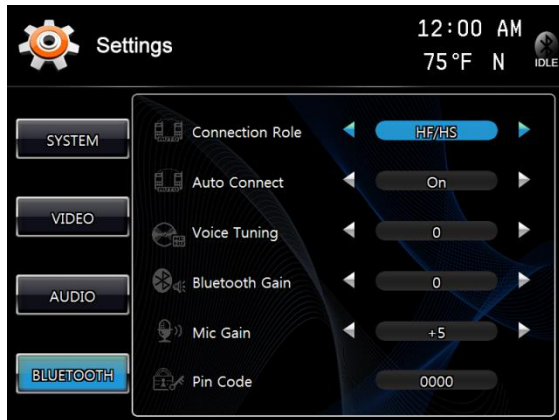 Settings
12:00 AM
75°F N
IDLE
SYSTEM
VIDEO
AUDIO
BLUETOOTH
Connection Role HF/HS
Auto Connect On
Voice Tuning 0
Bluetooth Gain 0
Mic Gain +5
Pin Code 0000